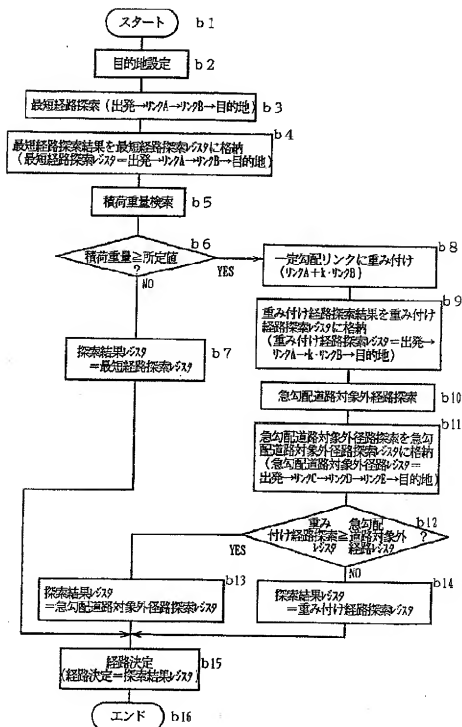 スタート b1
目的地設定 b2
最短経路探索(出発→リンクA→リンクB→目的地) b3
b4
最短経路探索結果を最短経路探索レジスタに格納
(最短経路探索レジスタ=出発→リンクA→リンクB→目的地)
積荷重量検索 b5
b6
積荷重量≧所定値
?
YES
NO
b8
一定勾配リンクに重み付け
(リンクA+k・リンクB)
b9
重み付け経路探索結果を重み付け
経路探索レジスタに格納
(重み付け経路探索レジスタ=出発→
リンクA→k・リンクB→目的地)
b7
探索結果レジスタ
=最短経路探索レジスタ
急勾配道路対象外経路探索
b10
b11
急勾配道路対象外径路探索を急勾
配道路対象外径路探索レジスタに格納
(急勾配道路対象外径路レジスタ=
出発→リンクC→リンクD→リンクE→目的地)
b12
重み 急勾配
付け経路探索≧道路対象外 ?
レジスタ 経路レジスタ
YES
NO
b13
探索結果レジスタ
=急勾配道路対象外径路探索レジスタ
b14
探索結果レジスタ
=重み付け経路探索レジスタ
経路決定
(経路決定=探索結果レジスタ)
b15
エンド b16